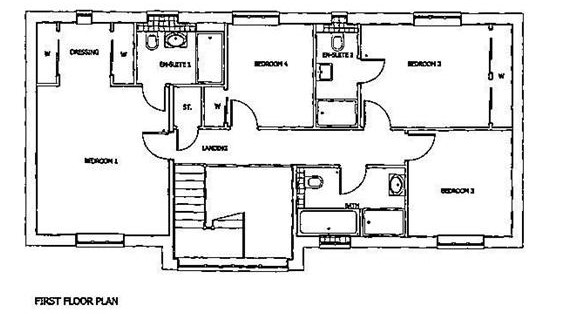 W
DRESSING
W
EN-SUITE 1
BEDROOM 4
EN-SUITE 2
BEDROOM
W
ST.
W
LANDING
BEDROOM 1
BEDROOM 3
BATH
FIRST FLOOR PLAN